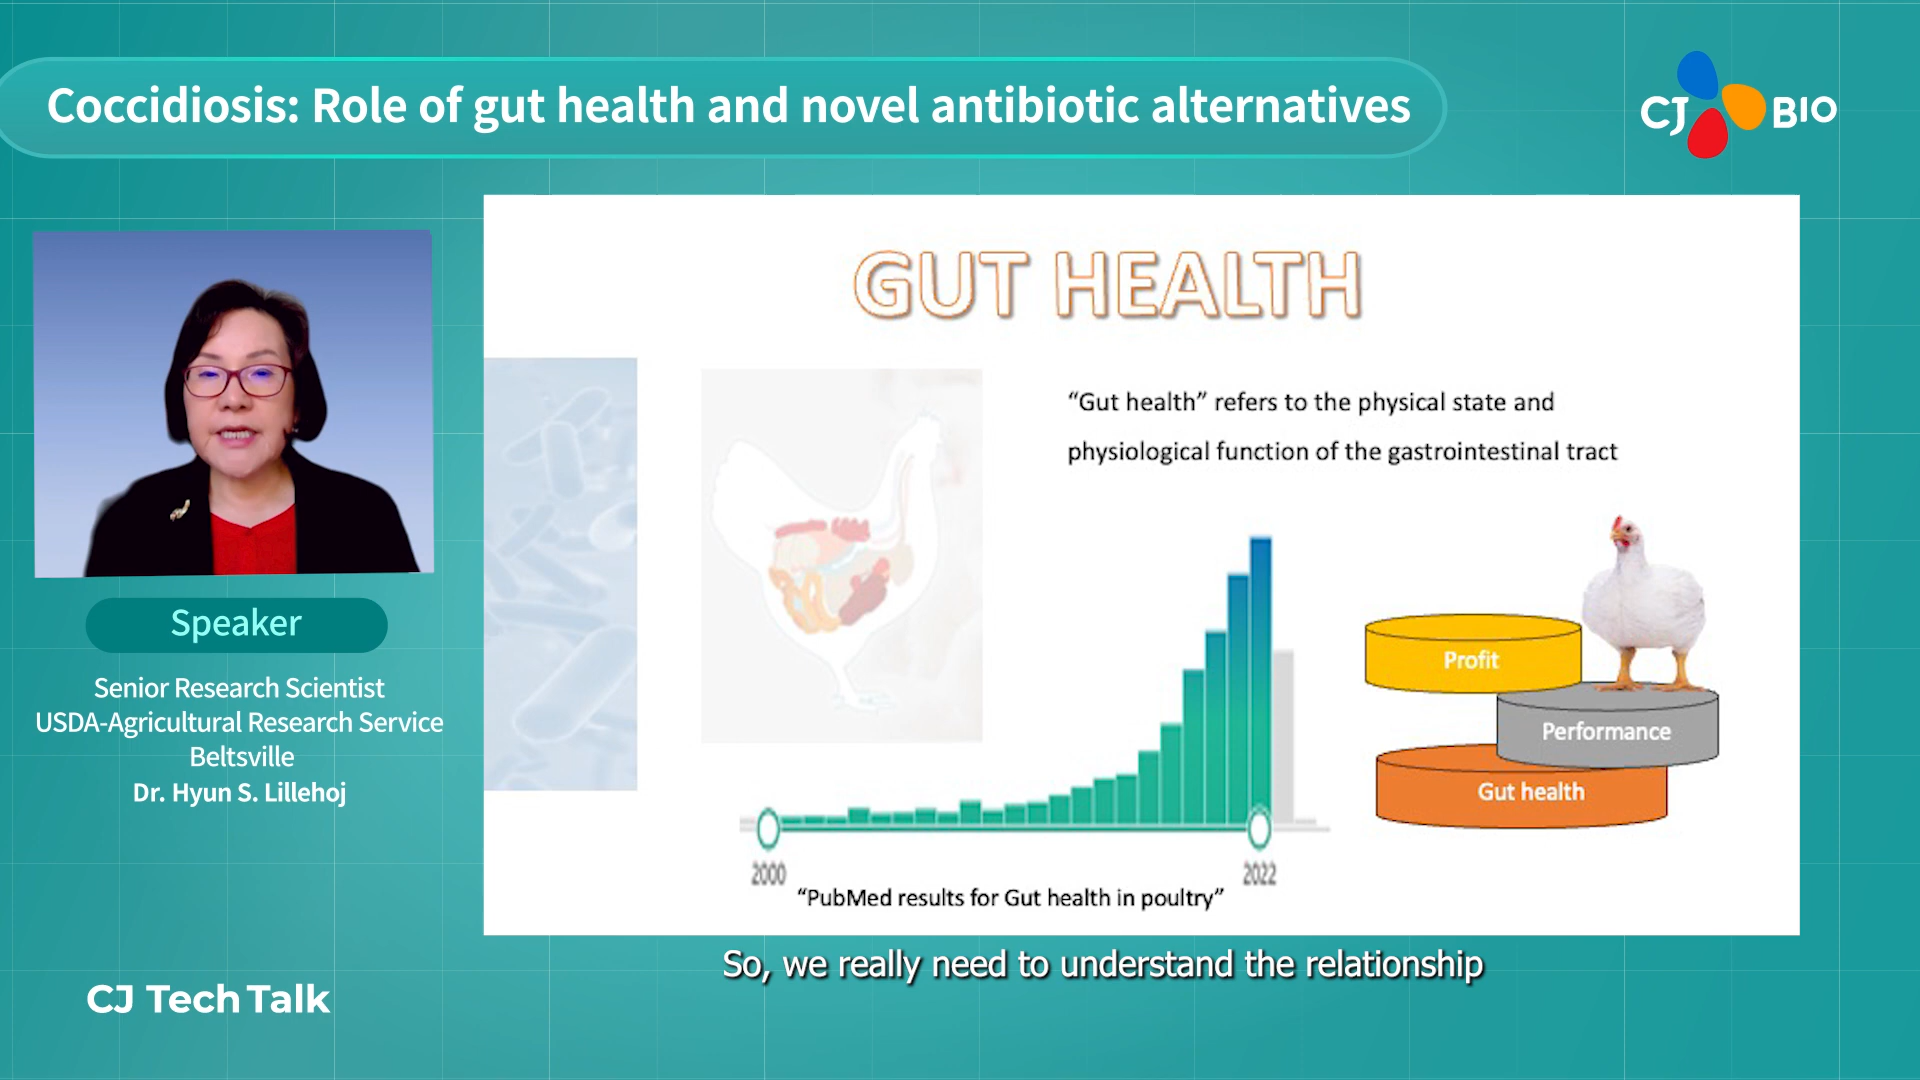 Coccidiosis: Role of gut health and novel antibiotic alternatives
CJ BIO
GUT HEALTH
"Gut health" refers to the physical state and
physiological function of the gastrointestinal tract
Profit
Performance
Gut health
2000 2022
"PubMed results for Gut health in poultry"
Speaker
Senior Research Scientist
USDA-Agricultural Research Service
Beltsville
Dr. Hyun S. Lillehoj
So, we really need to understand the relationship
CJ Tech Talk